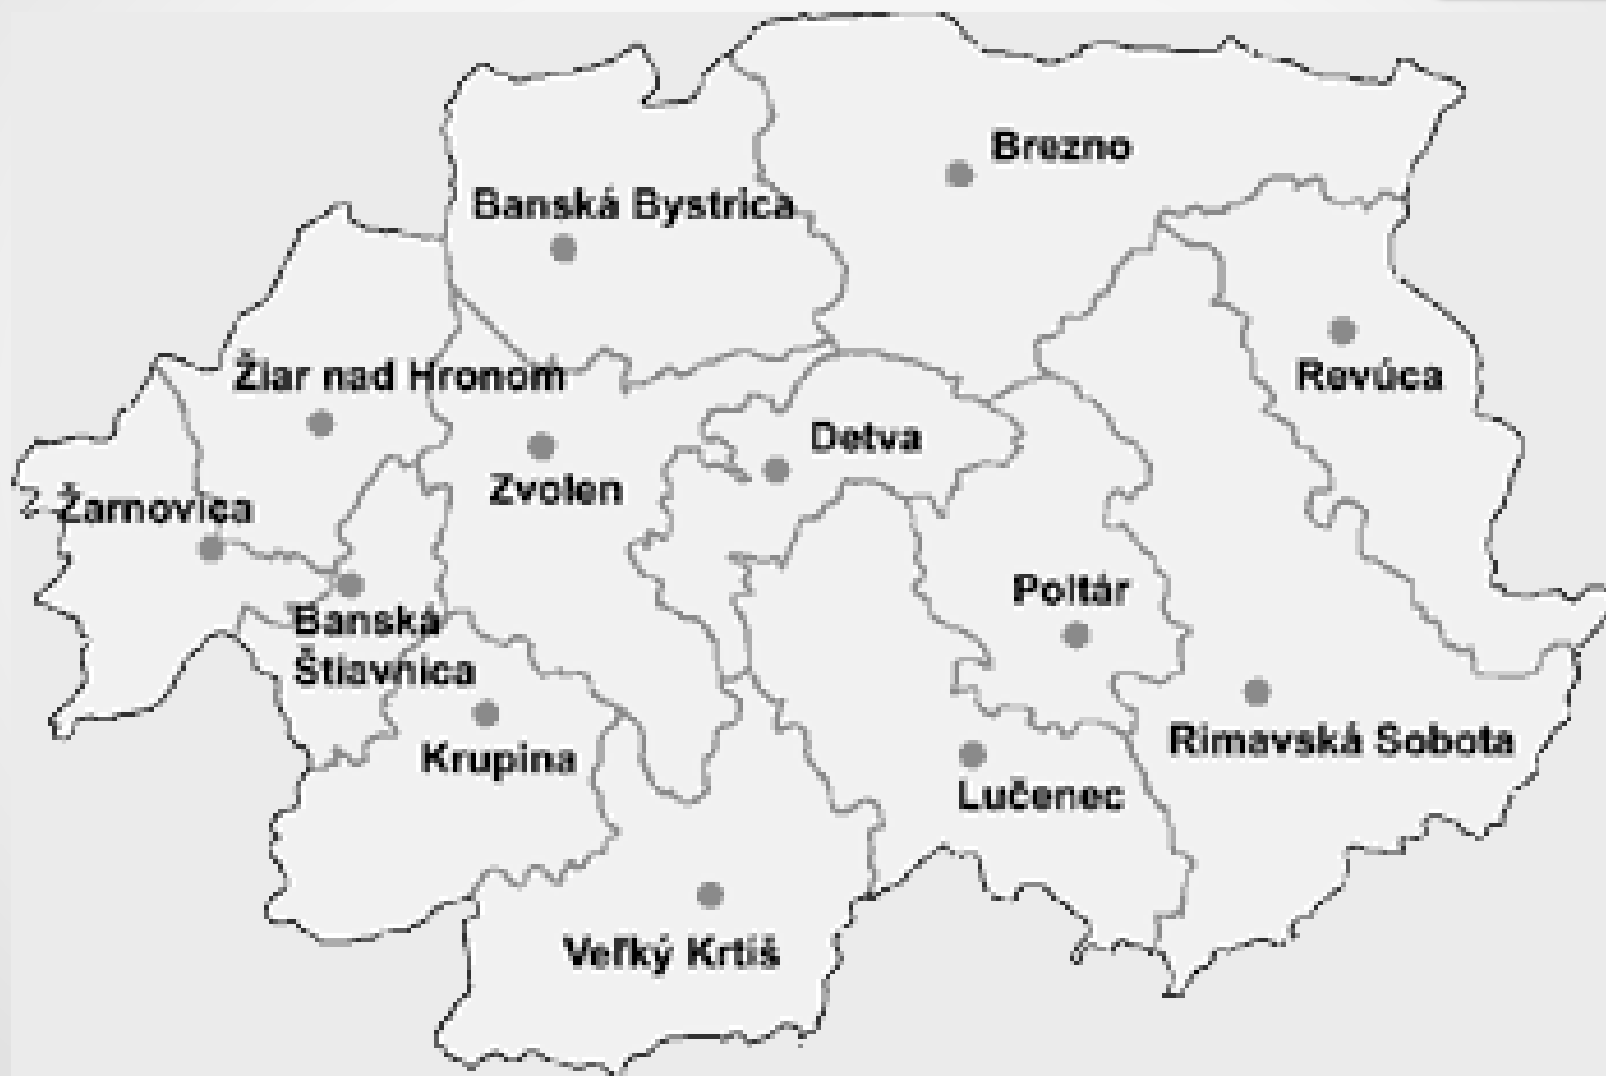 Brezno
Banská Bystrica
Revúca
Žiar nad Hronom
Detva
Zvolen
Žarnovica
Poltár
Banská
Štiavnica
Rimavská Sobota
Krupina
Lučenec
Veľký Krtíš